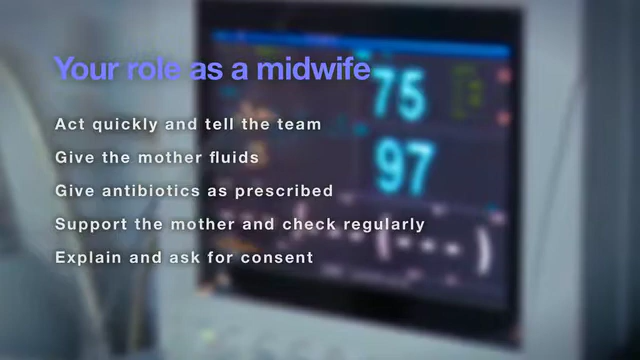 Your role as a midwife
75
Act quickly and tell the team
Give the mother fluids
97
Give antibiotics as prescribed
Support the mother and check regularly
Explain and ask for consent